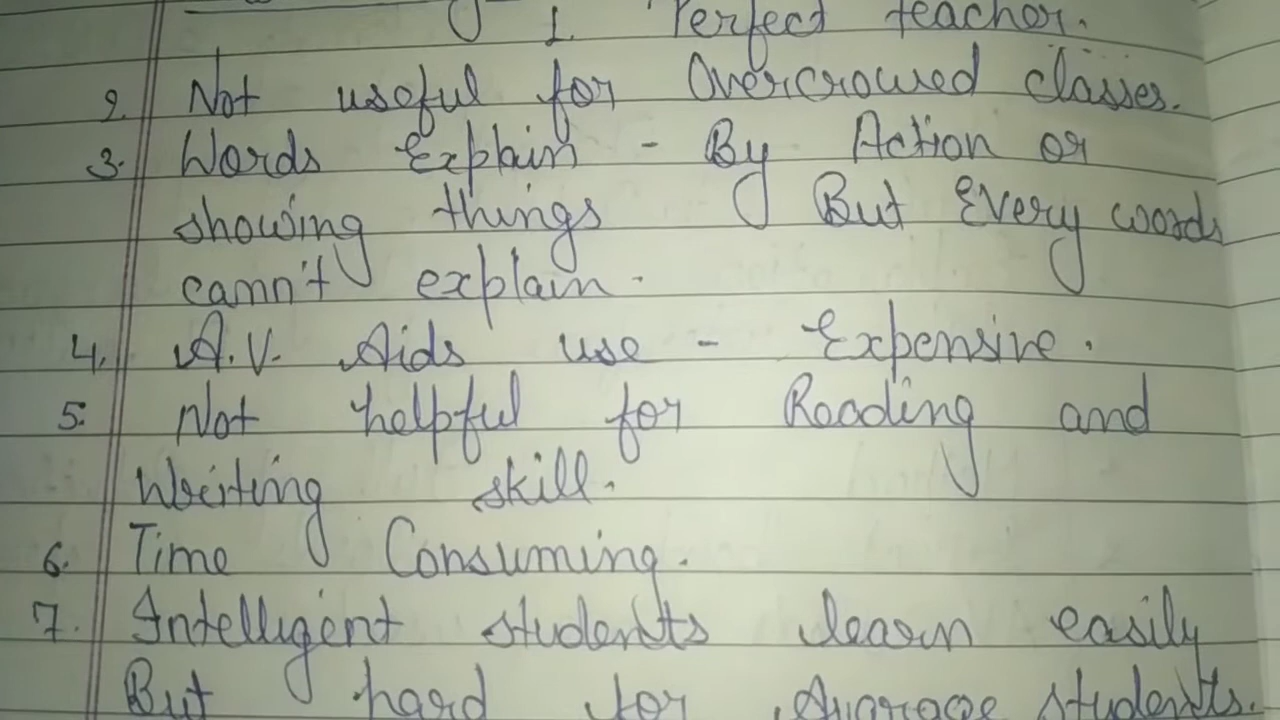 1. Perfect teacher.
2. Not useful for Overcrowed classes.
3. Words Explain - By Action or
showing things But Every words
cann't explain.
4. A.V. Aids use - Expensive.
5. Not helpful for Reading and
Writing skill.
6. Time Consuming.
7. Intelligent students learn easily
But hard for Average students.